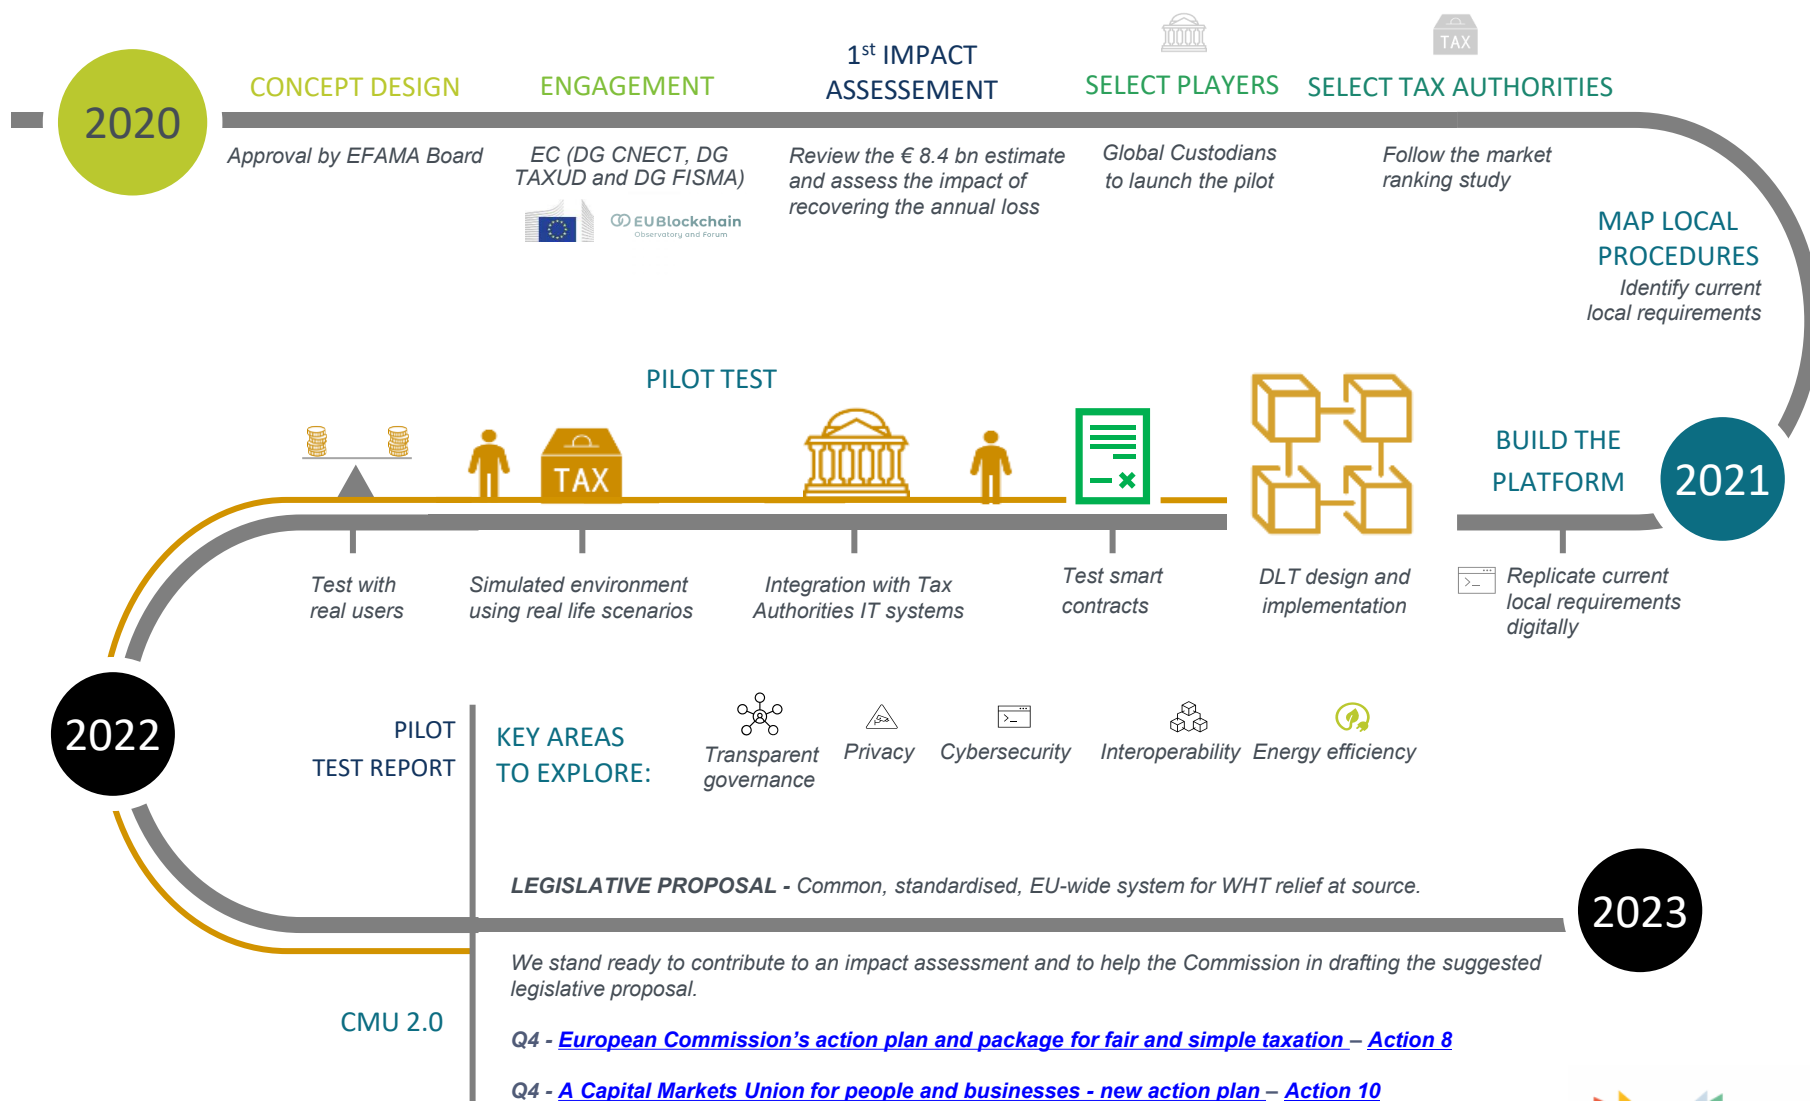 2020
CONCEPT DESIGN
Approval by EFAMA Board
ENGAGEMENT
EC (DG CNECT, DG
TAXUD and DG FISMA)
EUBlockchain
Observatory and Forum
1st IMPACT
ASSESSEMENT
Review the € 8.4 bn estimate
and assess the impact of
recovering the annual loss
SELECT PLAYERS
Global Custodians
to launch the pilot
TAX
SELECT TAX AUTHORITIES
Follow the market
ranking study
MAP LOCAL
PROCEDURES
Identify current
local requirements
2021
BUILD THE
PLATFORM
>_
Replicate current
local requirements
digitally
PILOT TEST
TAX
Test with
real users
Simulated environment
using real life scenarios
Integration with Tax
Authorities IT systems
Test smart
contracts
DLT design and
implementation
2022
PILOT
TEST REPORT
KEY AREAS
TO EXPLORE:
Transparent
governance
Privacy
>_
Cybersecurity
Interoperability
Energy efficiency
LEGISLATIVE PROPOSAL - Common, standardised, EU-wide system for WHT relief at source.
2023
CMU 2.0
We stand ready to contribute to an impact assessment and to help the Commission in drafting the suggested
legislative proposal.
Q4 - European Commission's action plan and package for fair and simple taxation – Action 8
Q4 - A Capital Markets Union for people and businesses - new action plan – Action 10